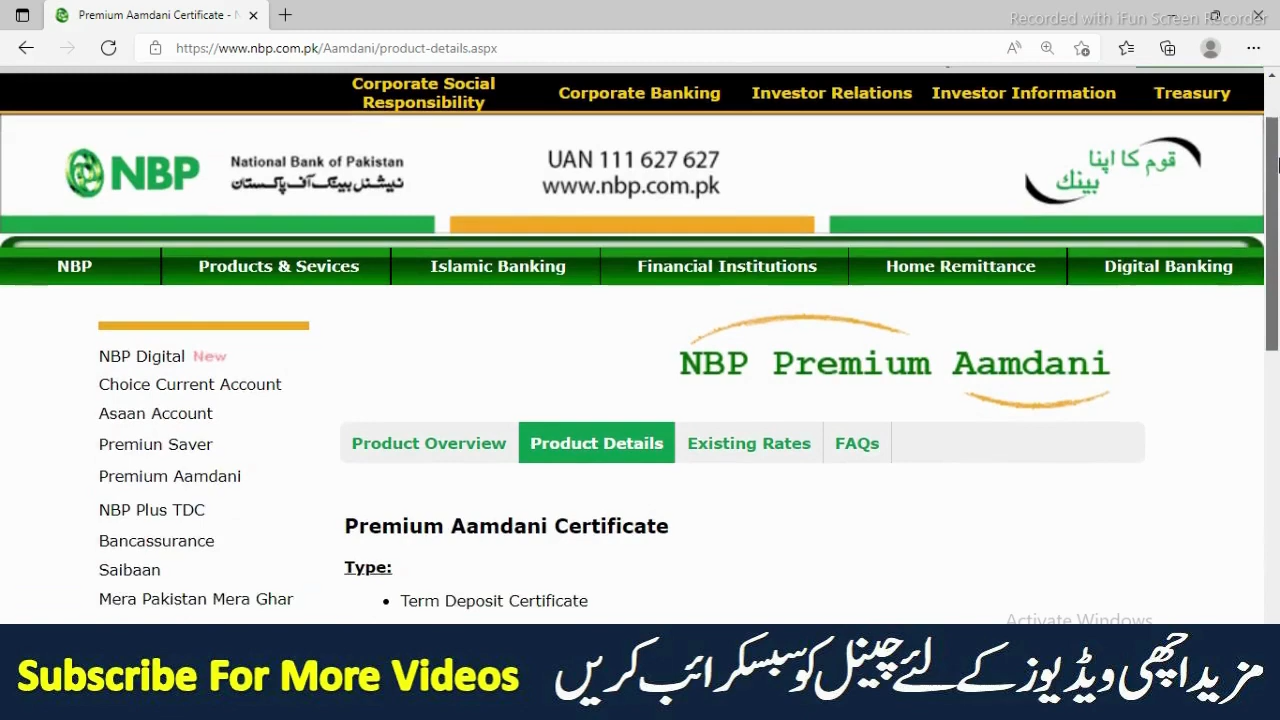 Premium Aamdani Certificate - N
Recorded with iFun Screen Recorder
https://www.nbp.com.pk/Aamdani/product-details.aspx
Corporate Social Responsibility
Corporate Banking
Investor Relations
Investor Information
Treasury
NBP
National Bank of Pakistan
نیشنل بینک آف پاکستان
UAN 111 627 627
www.nbp.com.pk
قوم کا اپنا
بینک
NBP
Products & Sevices
Islamic Banking
Financial Institutions
Home Remittance
Digital Banking
NBP Digital New
Choice Current Account
Asaan Account
Premiun Saver
Premium Aamdani
NBP Plus TDC
Bancassurance
Saibaan
Mera Pakistan Mera Ghar
NBP Premium Aamdani
Product Overview
Product Details
Existing Rates
FAQs
Premium Aamdani Certificate
Type:
• Term Deposit Certificate
Activate Windows
Subscribe For More Videos
مزید اچھی ویڈیوز کے لئے چینل کو سبسکرائب کریں